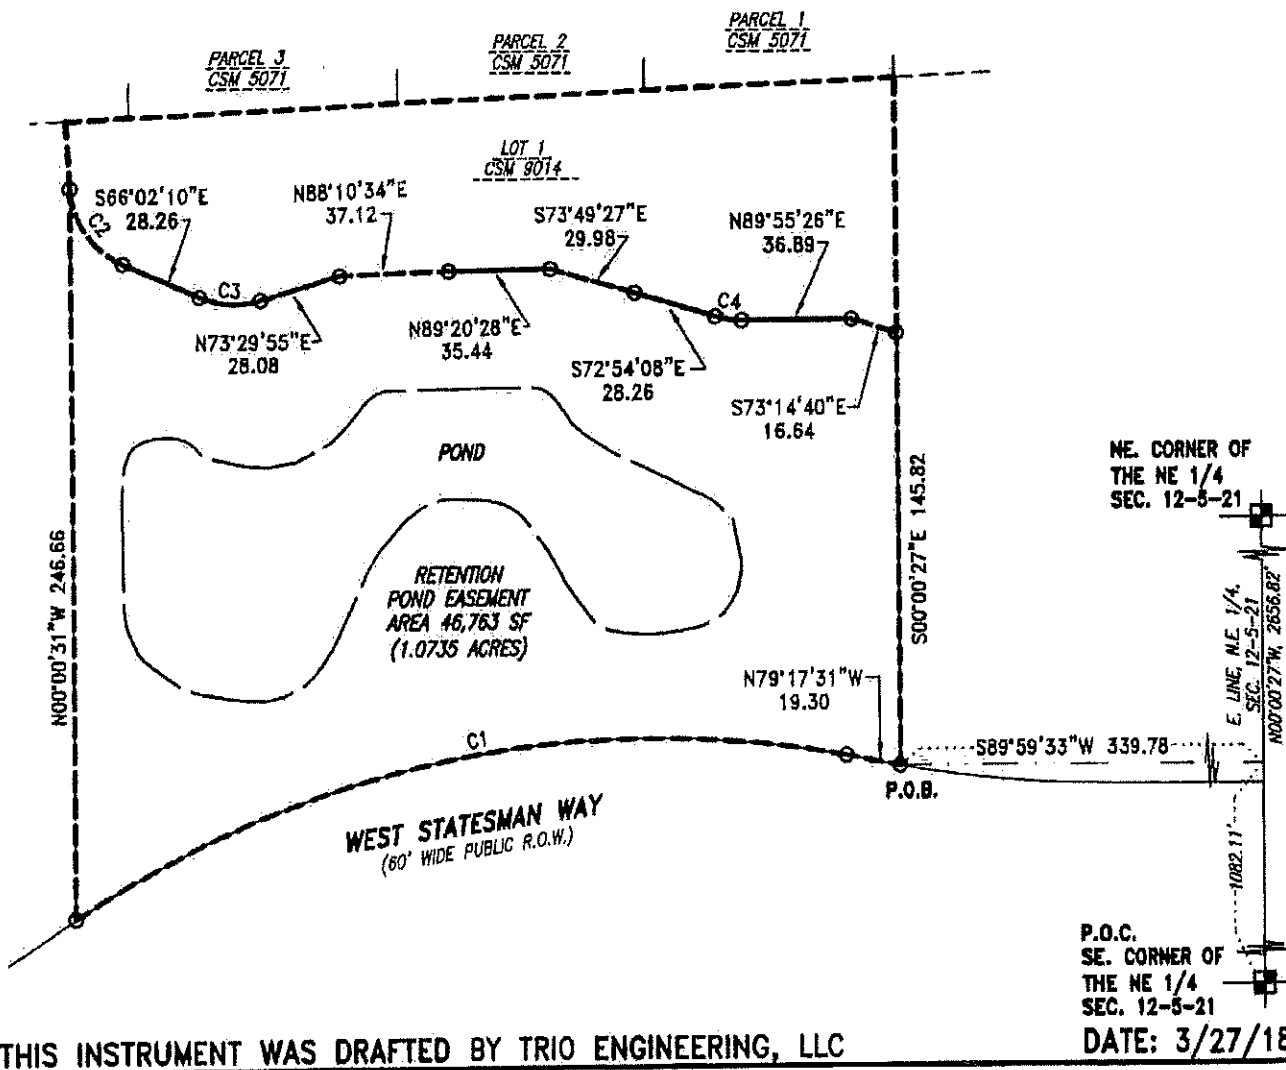 PARCEL 3
CSM 5071
PARCEL 2
CSM 5071
PARCEL 1
CSM 5071
LOT 1
CSM 9014
S66°02'10"E
28.26
N88°10'34"E
37.12
S73°49'27"E
29.98
N89°55'26"E
36.89
C2
C3
C4
N73°29'55"E
28.08
N89°20'28"E
35.44
S72°54'08"E
28.26
S73°14'40"E
16.64
POND
RETENTION
POND EASEMENT
AREA 46,763 SF
(1.0735 ACRES)
N00°00'31"W 246.66
S00°00'27"E 145.82
NE. CORNER OF
THE NE 1/4
SEC. 12-5-21
E. LINE, N.E. 1/4,
SEC. 12-5-21
N00°00'27"W, 2656.82'
N79°17'31"W
19.30
C1
S89°59'33"W 339.78
P.O.B.
WEST STATESMAN WAY
(60' WIDE PUBLIC R.O.W.)
1082.11'
P.O.C.
SE. CORNER OF
THE NE 1/4
SEC. 12-5-21
THIS INSTRUMENT WAS DRAFTED BY TRIO ENGINEERING, LLC
DATE: 3/27/18